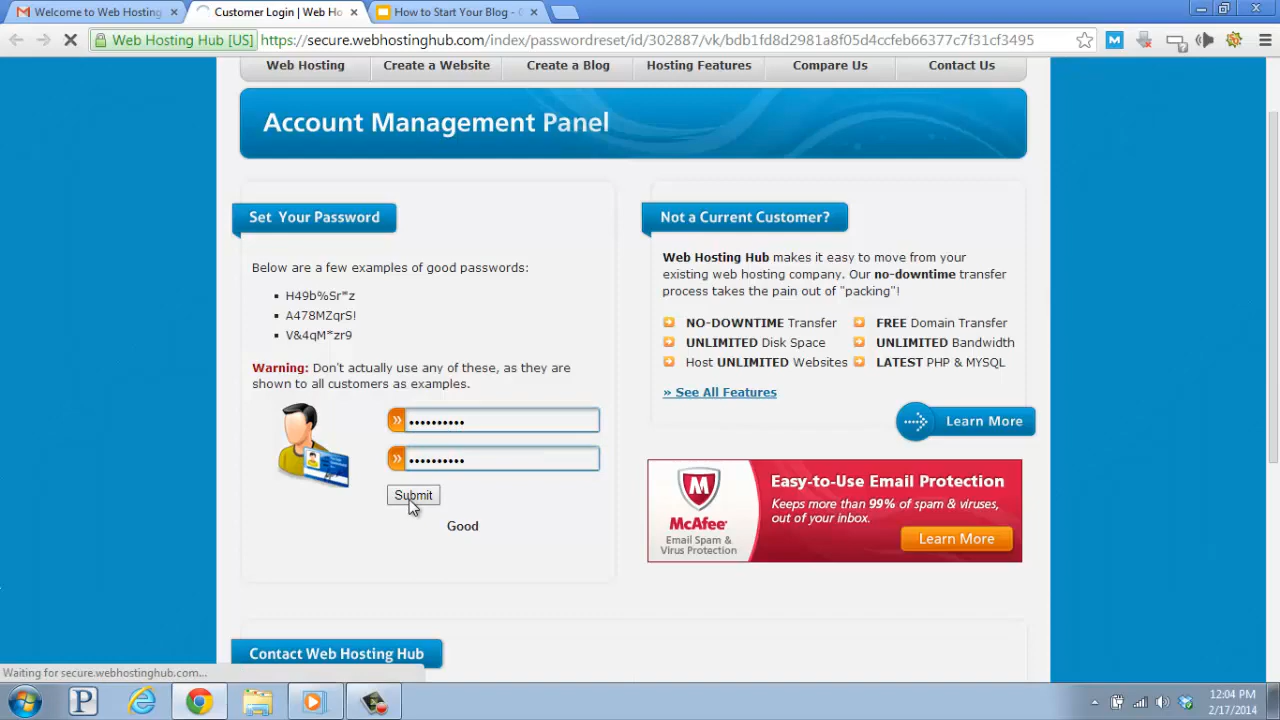 Welcome to Web Hosting
Customer Login | Web Ho
How to Start Your Blog - G
Web Hosting Hub [US]
https://secure.webhostinghub.com/index/passwordreset/id/302887/vk/bdb1fd8d2981a8f05d4ccfeb66377c7f31cf3495
Web Hosting
Create a Website
Create a Blog
Hosting Features
Compare Us
Contact Us
Account Management Panel
Set Your Password
Below are a few examples of good passwords:
H49b%Sr*z
A478MZqrS!
V&4qM*zr9
Warning: Don't actually use any of these, as they are
shown to all customers as examples.
Submit
Good
Not a Current Customer?
Web Hosting Hub makes it easy to move from your
existing web hosting company. Our no-downtime transfer
process takes the pain out of "packing"!
NO-DOWNTIME Transfer
FREE Domain Transfer
UNLIMITED Disk Space
UNLIMITED Bandwidth
Host UNLIMITED Websites
LATEST PHP & MYSQL
» See All Features
Learn More
McAfee
Email Spam &
Virus Protection
Easy-to-Use Email Protection
Keeps more than 99% of spam & viruses,
out of your inbox.
Learn More
Contact Web Hosting Hub
Waiting for secure.webhostinghub.com...
12:04 PM
2/17/2014